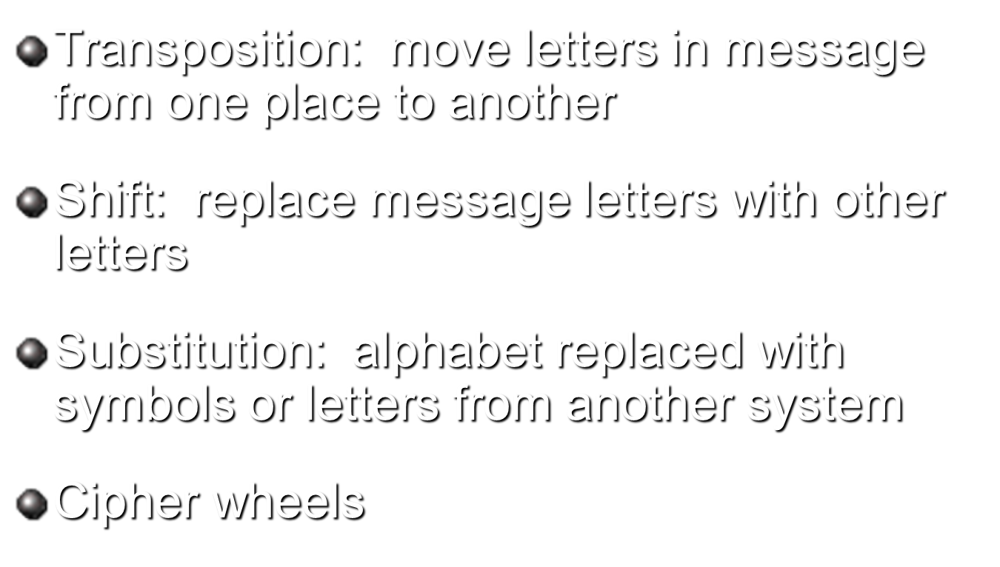 Transposition:  move letters in message
from one place to another
Shift:  replace message letters with other
letters
Substitution:  alphabet replaced with
symbols or letters from another system
Cipher wheels